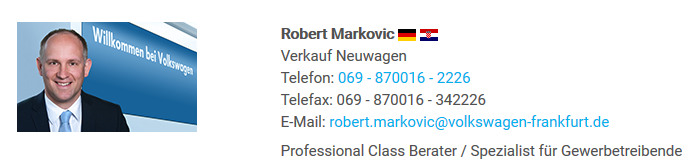 Willkommen bei Volkswagen
Robert Markovic
Verkauf Neuwagen
Telefon: 069 - 870016 - 2226
Telefax: 069 - 870016 - 342226
E-Mail: robert.markovic@volkswagen-frankfurt.de
Professional Class Berater / Spezialist für Gewerbetreibende